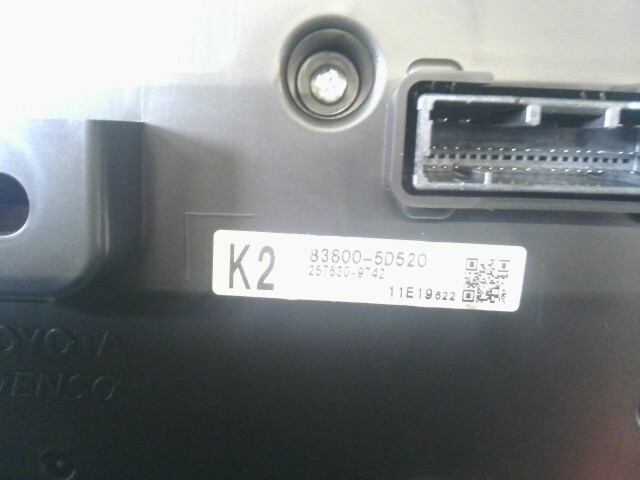 K2
83800-5D520
257630-9742
11E19622
TOYOTA
DENSO